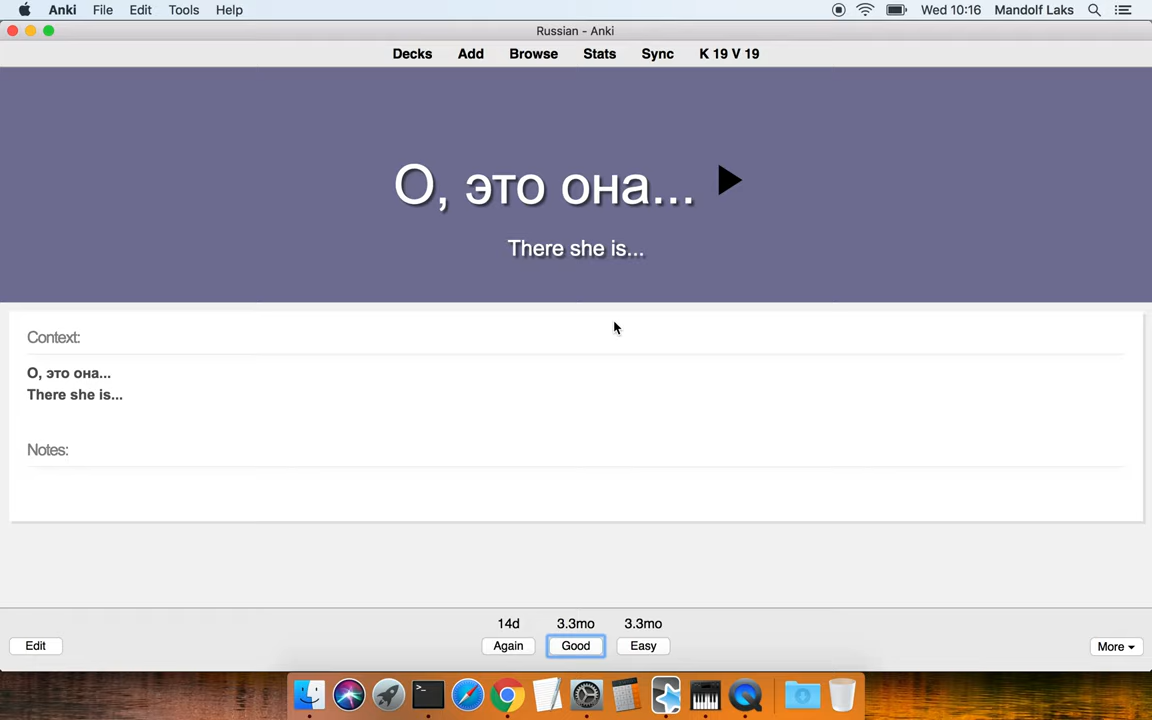 Anki File Edit Tools Help Wed 10:16 Mandolf Laks
Russian - Anki
Decks Add Browse Stats Sync K 19 V 19
О, это она...
There she is...
Context:
О, это она...
There she is...
Notes:
14d 3.3mo 3.3mo
Edit Again Good Easy More